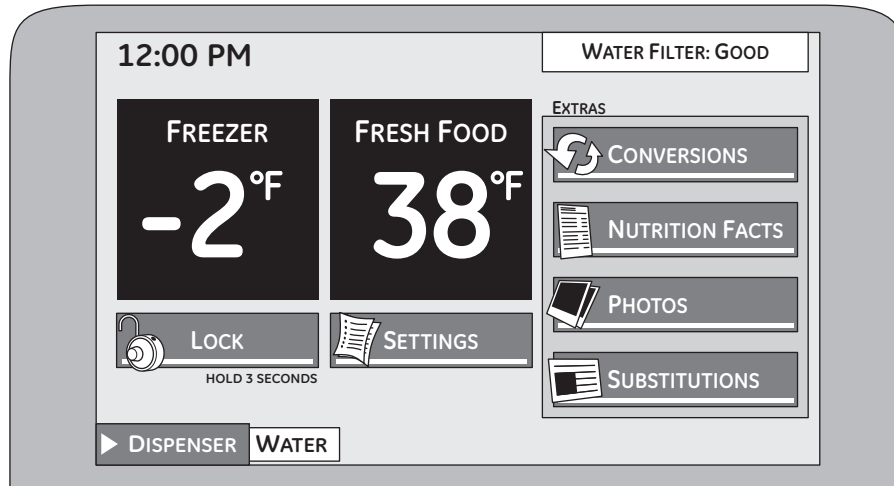 12:00 PM
WATER FILTER: GOOD
FREEZER
-2°F
FRESH FOOD
38°F
EXTRAS
CONVERSIONS
NUTRITION FACTS
PHOTOS
SUBSTITUTIONS
LOCK
HOLD 3 SECONDS
SETTINGS
DISPENSER WATER